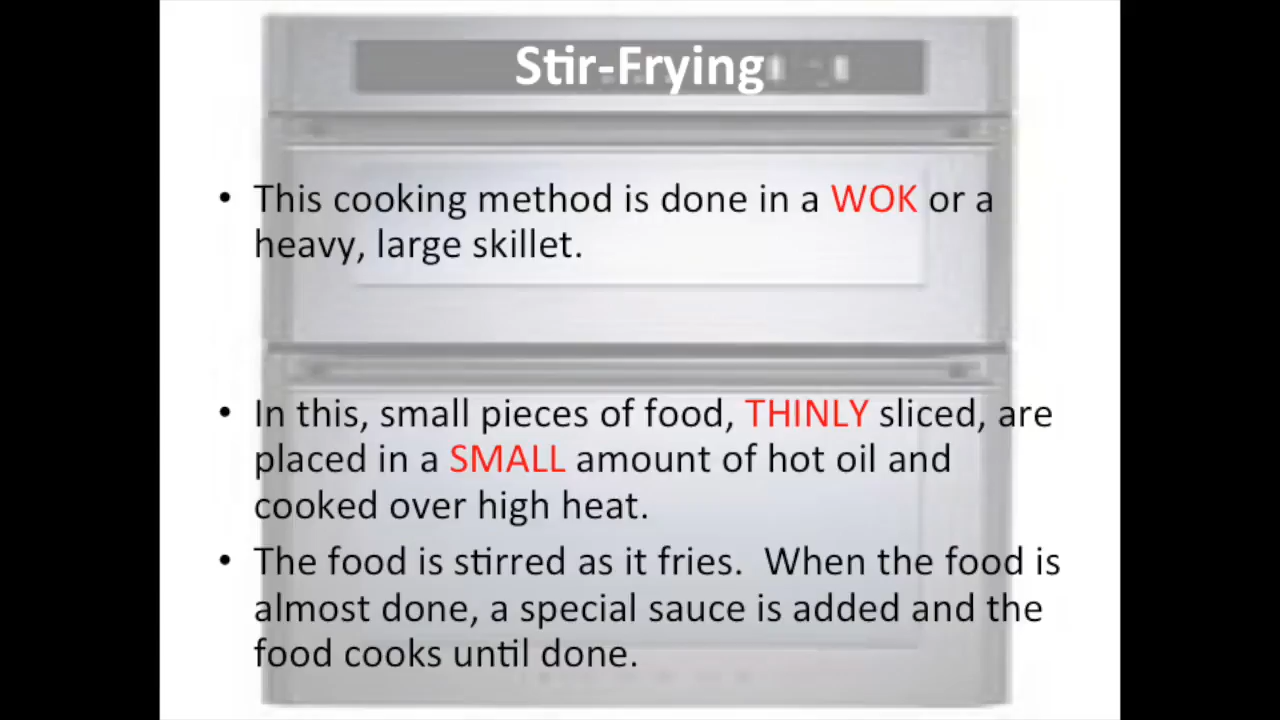 Stir-Frying
• This cooking method is done in a WOK or a
heavy, large skillet.
• In this, small pieces of food, THINLY sliced, are
placed in a SMALL amount of hot oil and
cooked over high heat.
• The food is stirred as it fries.  When the food is
almost done, a special sauce is added and the
food cooks until done.